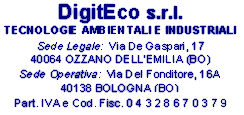 DigitEco s.r.l.
TECNOLOGIE AMBIENTALI E INDUSTRIALI
Sede Legale: Via De Gaspari, 17
40064 OZZANO DELL'EMILIA (BO)
Sede Operativa: Via Del Fonditore, 16A
40138 BOLOGNA (BO)
Part. IVA e Cod. Fisc. 0 4 3 2 8 6 7 0 3 7 9